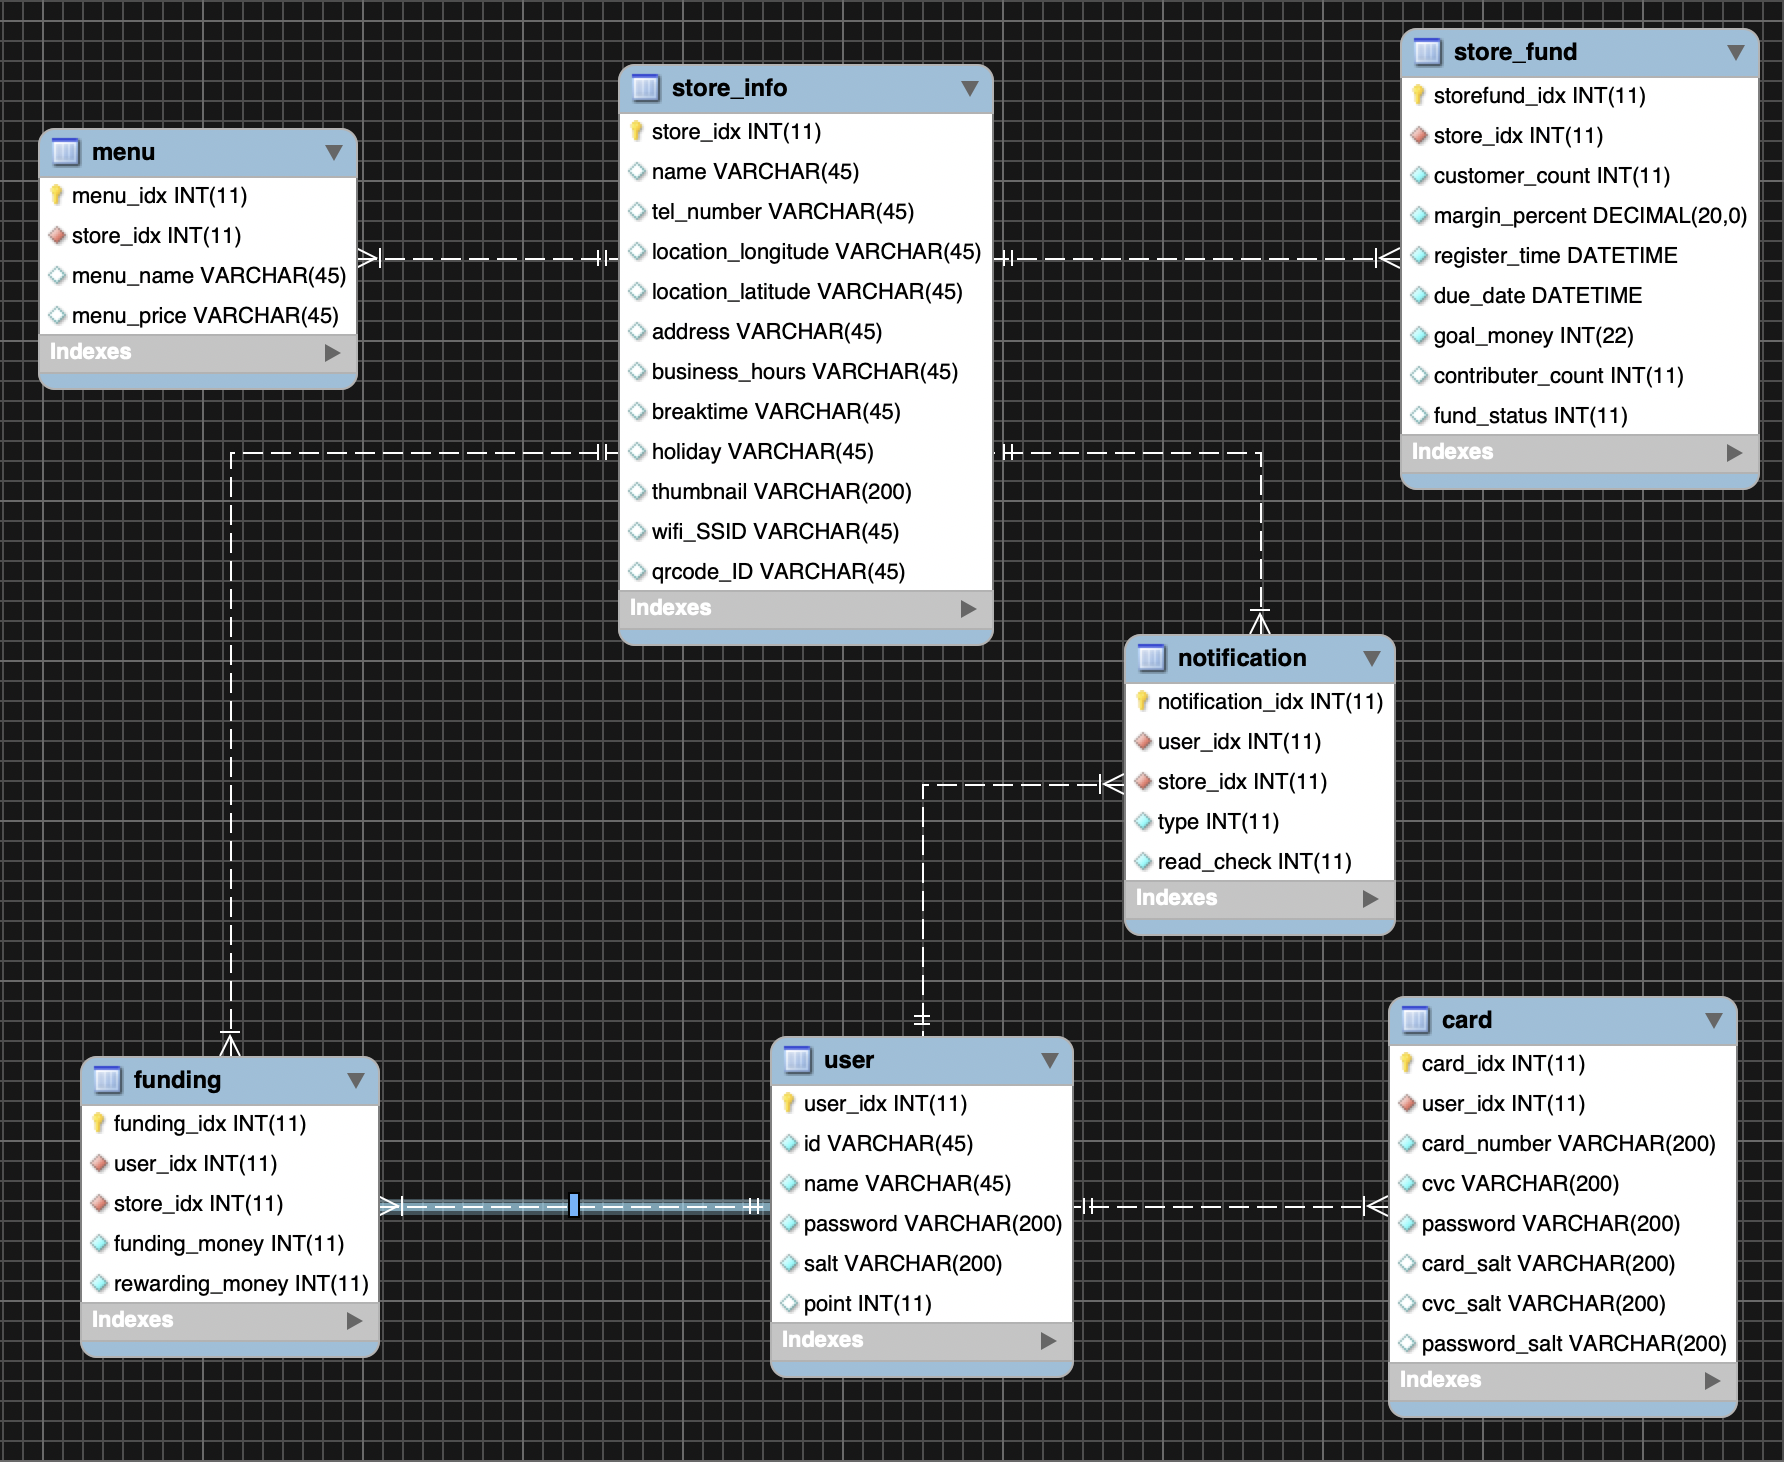 menu
menu_idx INT(11)
store_idx INT(11)
menu_name VARCHAR(45)
menu_price VARCHAR(45)
Indexes
store_info
store_idx INT(11)
name VARCHAR(45)
tel_number VARCHAR(45)
location_longitude VARCHAR(45)
location_latitude VARCHAR(45)
address VARCHAR(45)
business_hours VARCHAR(45)
breaktime VARCHAR(45)
holiday VARCHAR(45)
thumbnail VARCHAR(200)
wifi_SSID VARCHAR(45)
qrcode_ID VARCHAR(45)
Indexes
store_fund
storefund_idx INT(11)
store_idx INT(11)
customer_count INT(11)
margin_percent DECIMAL(20,0)
register_time DATETIME
due_date DATETIME
goal_money INT(22)
contributer_count INT(11)
fund_status INT(11)
Indexes
notification
notification_idx INT(11)
user_idx INT(11)
store_idx INT(11)
type INT(11)
read_check INT(11)
Indexes
funding
funding_idx INT(11)
user_idx INT(11)
store_idx INT(11)
funding_money INT(11)
rewarding_money INT(11)
Indexes
user
user_idx INT(11)
id VARCHAR(45)
name VARCHAR(45)
password VARCHAR(200)
salt VARCHAR(200)
point INT(11)
Indexes
card
card_idx INT(11)
user_idx INT(11)
card_number VARCHAR(200)
cvc VARCHAR(200)
password VARCHAR(200)
card_salt VARCHAR(200)
cvc_salt VARCHAR(200)
password_salt VARCHAR(200)
Indexes